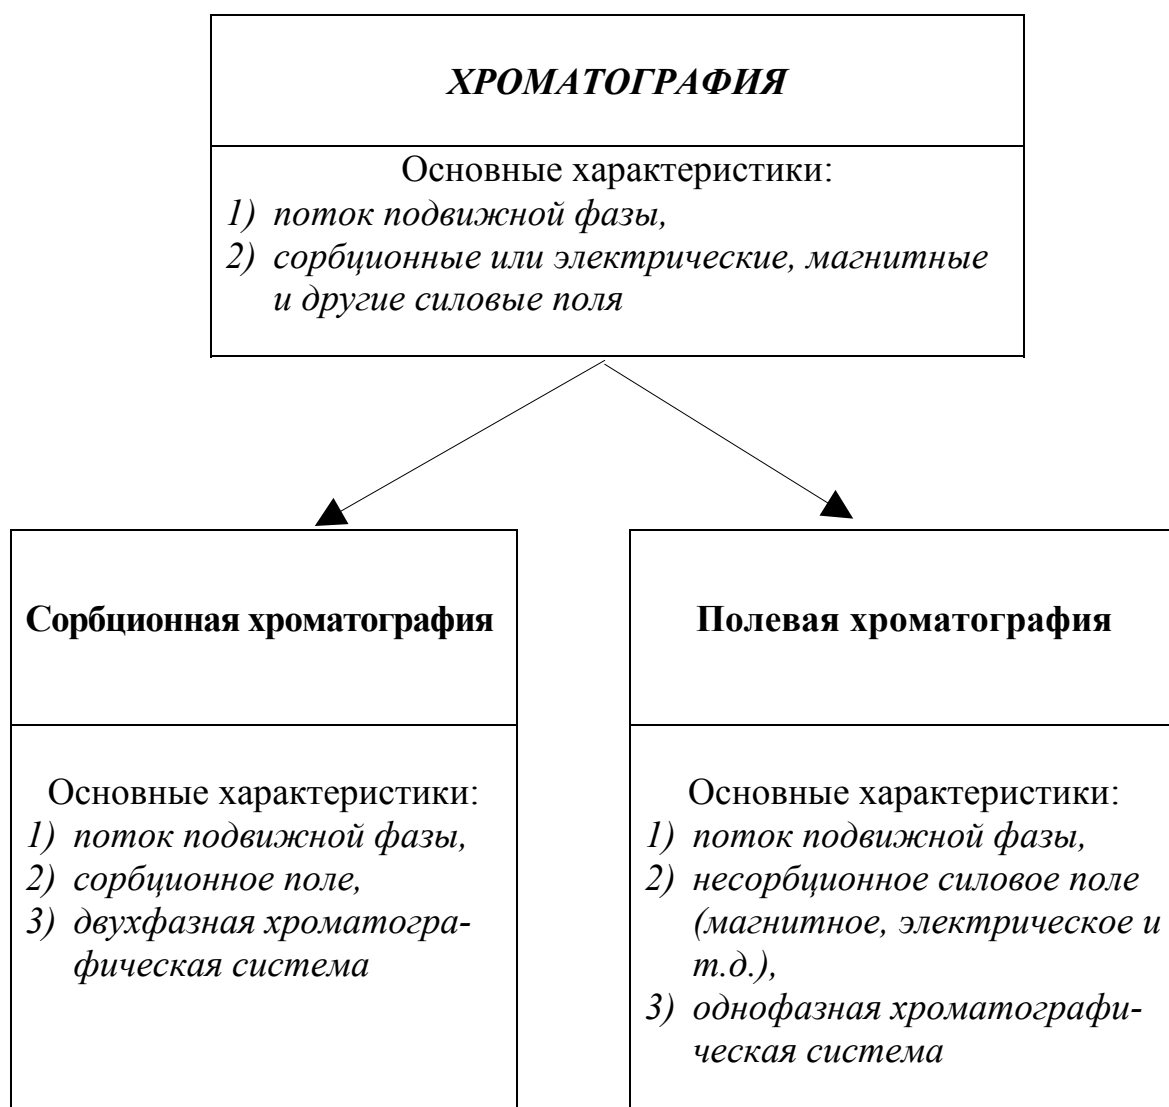 ХРОМАТОГРАФИЯ
Основные характеристики:
1) поток подвижной фазы,
2) сорбционные или электрические, магнитные
и другие силовые поля
Сорбционная хроматография
Основные характеристики:
1) поток подвижной фазы,
2) сорбционное поле,
3) двухфазная хроматогра-
фическая система
Полевая хроматография
Основные характеристики:
1) поток подвижной фазы,
2) несорбционное силовое поле
(магнитное, электрическое и
т.д.),
3) однофазная хроматографи-
ческая система